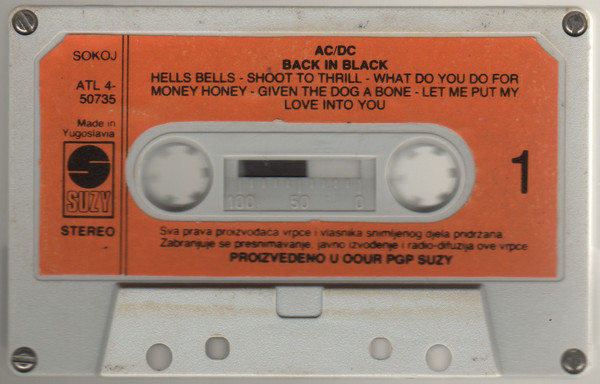 SOKOJ
ATL 4-
50735
Made in
Yugoslavia
SUZY
STEREO
AC/DC
BACK IN BLACK
HELLS BELLS - SHOOT TO THRILL - WHAT DO YOU DO FOR
MONEY HONEY - GIVEN THE DOG A BONE - LET ME PUT MY
LOVE INTO YOU
100 50 0
1
Sva prava proizvođača vrpce i vlasnika snimljenog djela pridržana.
Zabranjuje se presnimavanje, javno izvođenje i radio-difuzija ove vrpce
PROIZVEDENO U OOUR PGP SUZY